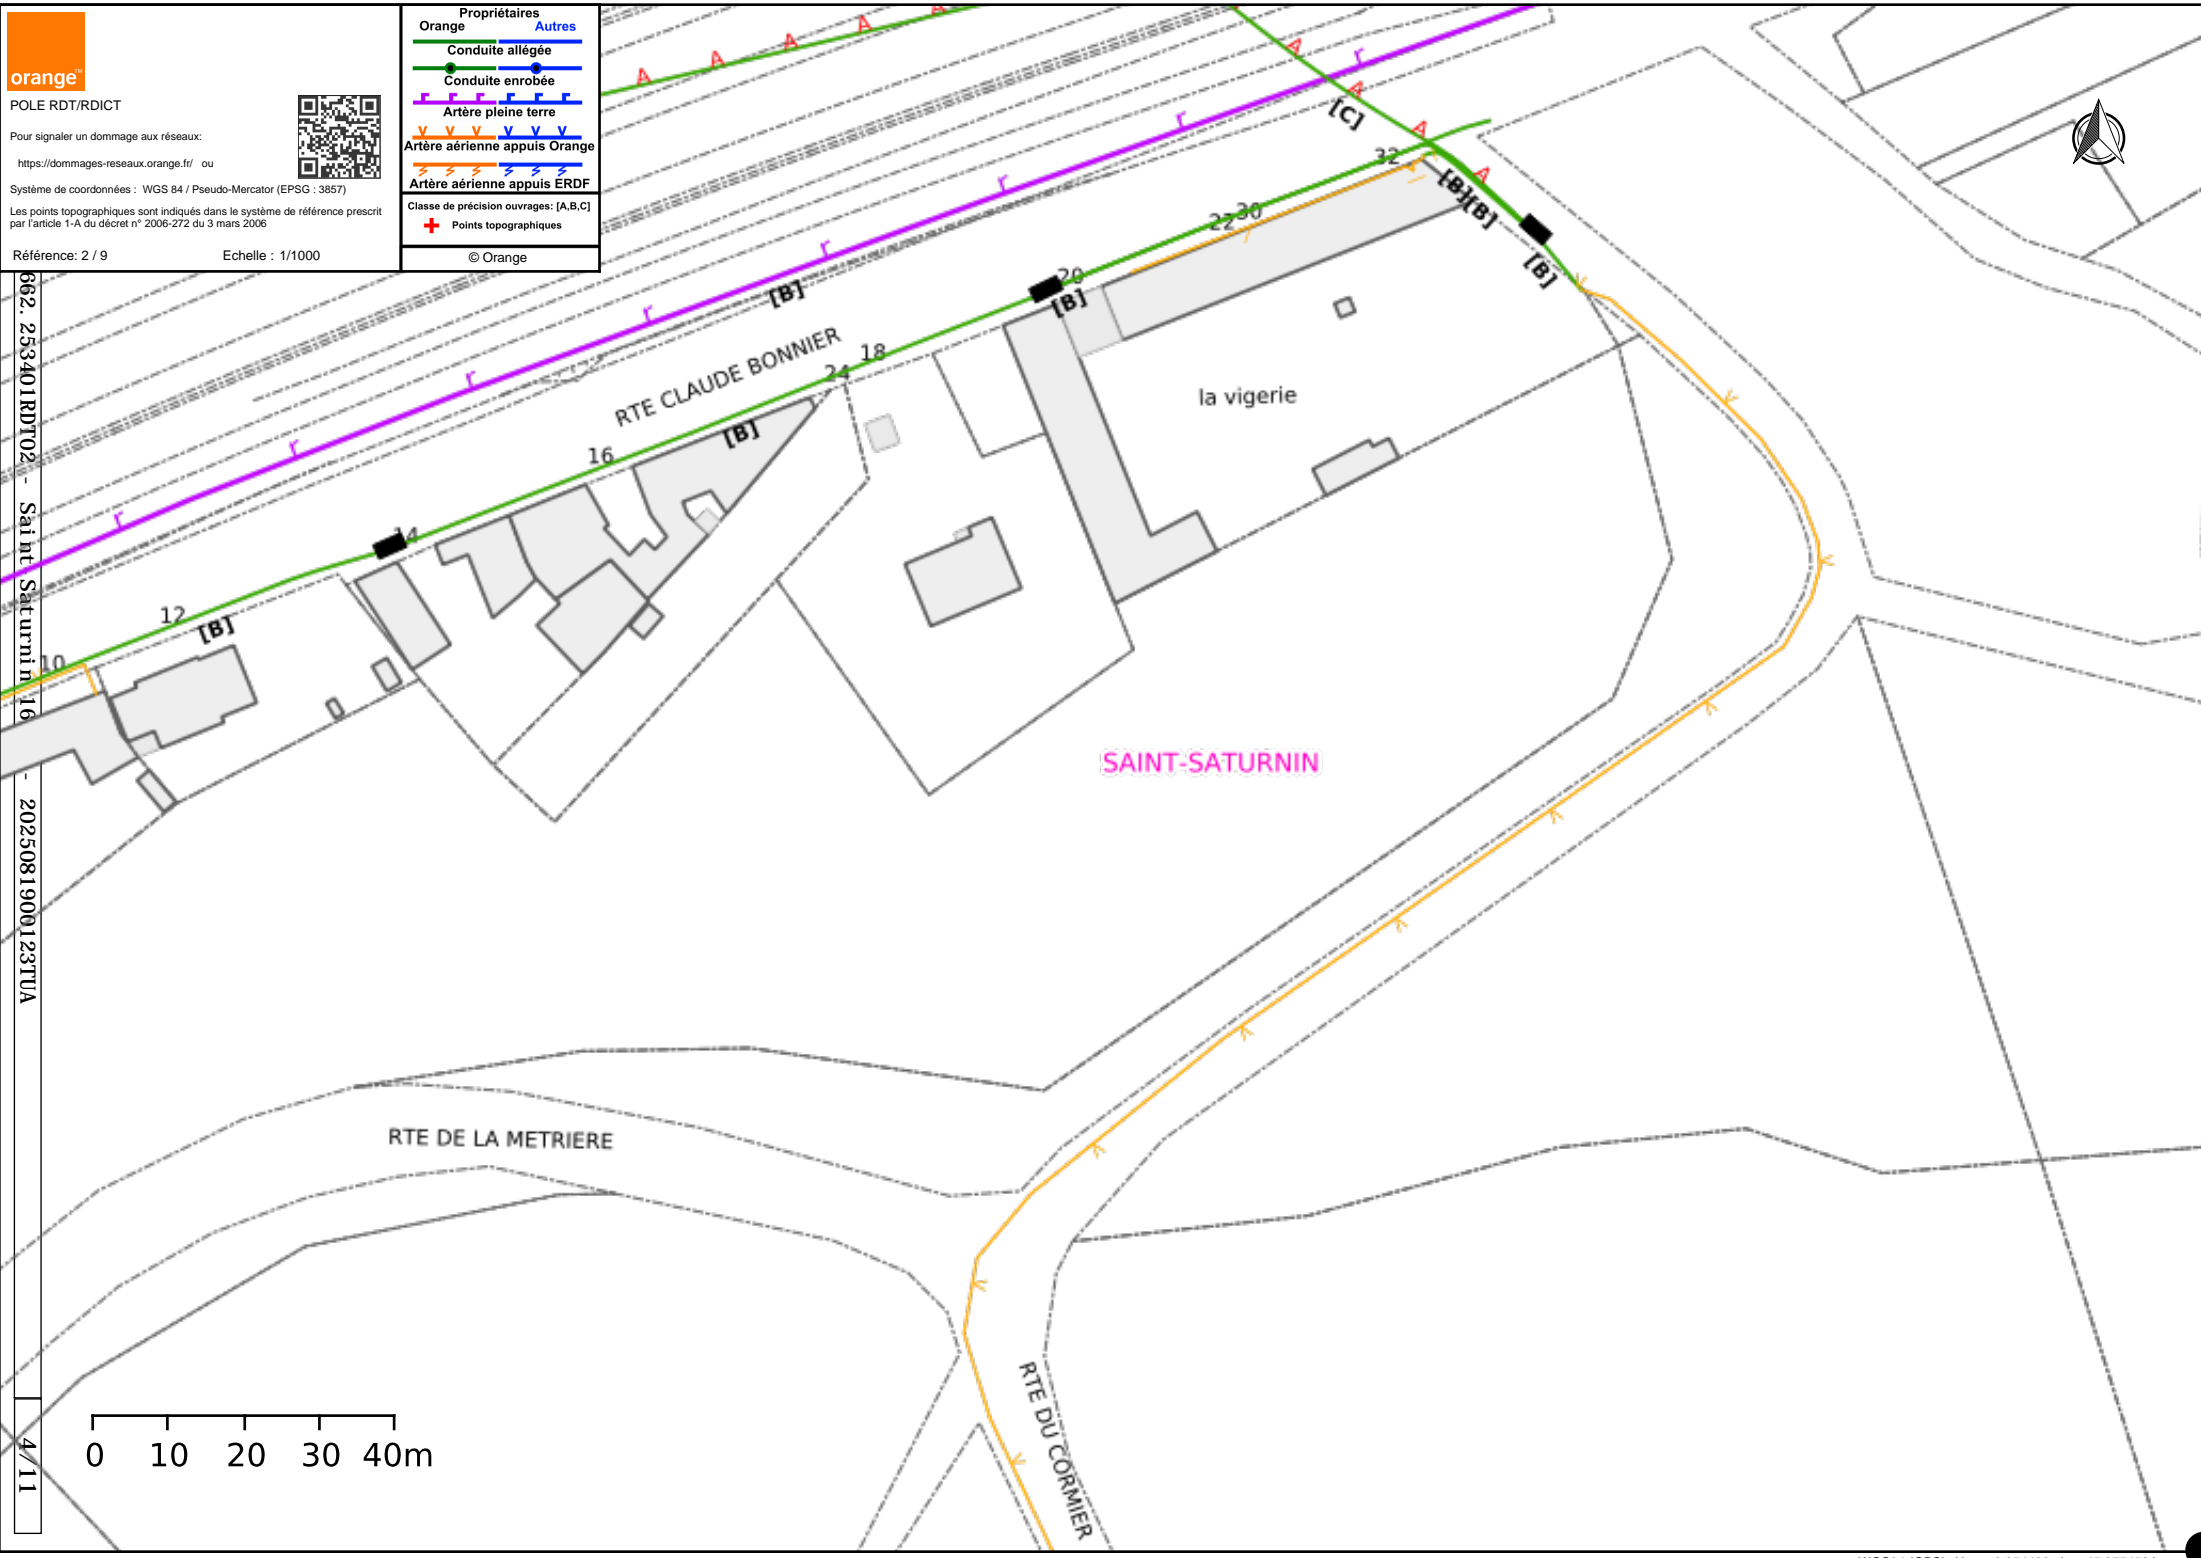 orange™
POLE RDT/RDICT
Pour signaler un dommage aux réseaux:
https://dommages-reseaux.orange.fr/ ou
Système de coordonnées : WGS 84 / Pseudo-Mercator (EPSG : 3857)
Les points topographiques sont indiqués dans le système de référence prescrit
par l'article 1-A du décret n° 2006-272 du 3 mars 2006
Référence: 2 / 9
Echelle : 1/1000
Propriétaires
Orange
Autres
Conduite allégée
Conduite enrobée
Artère pleine terre
Artère aérienne appuis Orange
Artère aérienne appuis ERDF
Classe de précision ouvrages: [A,B,C]
Points topographiques
© Orange
A
A
A
A
A
A
A
A
A
r
r
r
r
r
r
r
r
[C]
32
[B]
[B]
[B]
22
30
20
[B]
[B]
RTE CLAUDE BONNIER
18
24
la vigerie
[B]
16
14
12
[B]
10
SAINT-SATURNIN
RTE DE LA METRIERE
RTE DU CORMIER
662. 253401RDT02 - Saint Saturnin 16 - 2025081900123TUA
4/11
0 10 20 30 40m